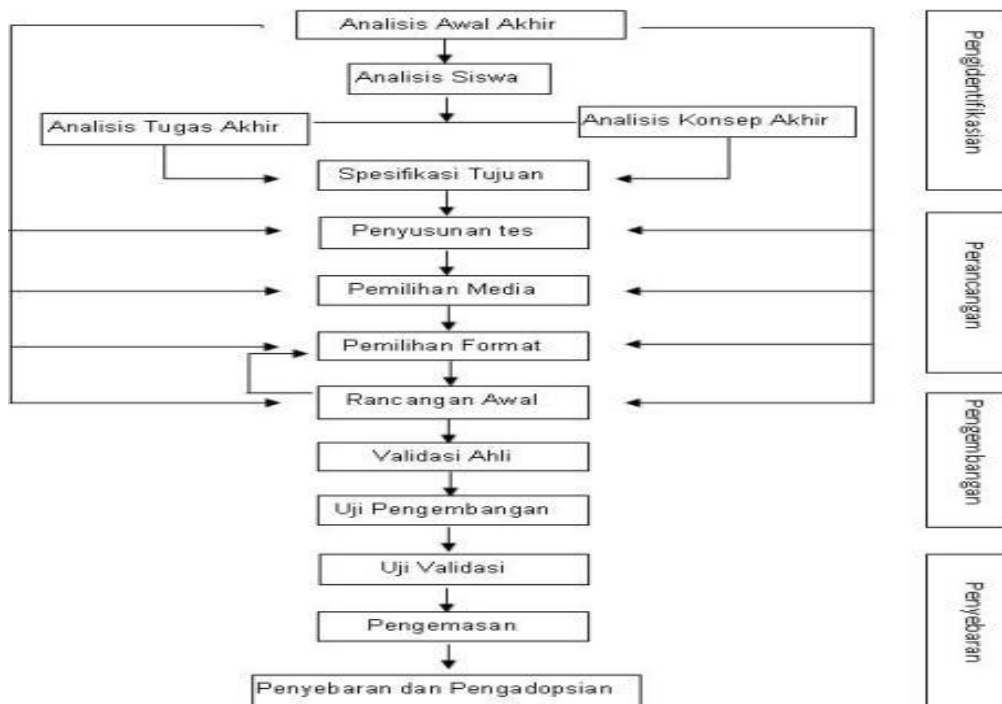 Analisis Awal Akhir
Analisis Siswa
Analisis Tugas Akhir
Analisis Konsep Akhir
Spesifikasi Tujuan
Penyusunan tes
Pemilihan Media
Pemilihan Format
Rancangan Awal
Validasi Ahli
Uji Pengembangan
Uji Validasi
Pengemasan
Penyebaran dan Pengadopsian
Pengidentifikasian
Perancangan
Pengembangan
Penyebaran